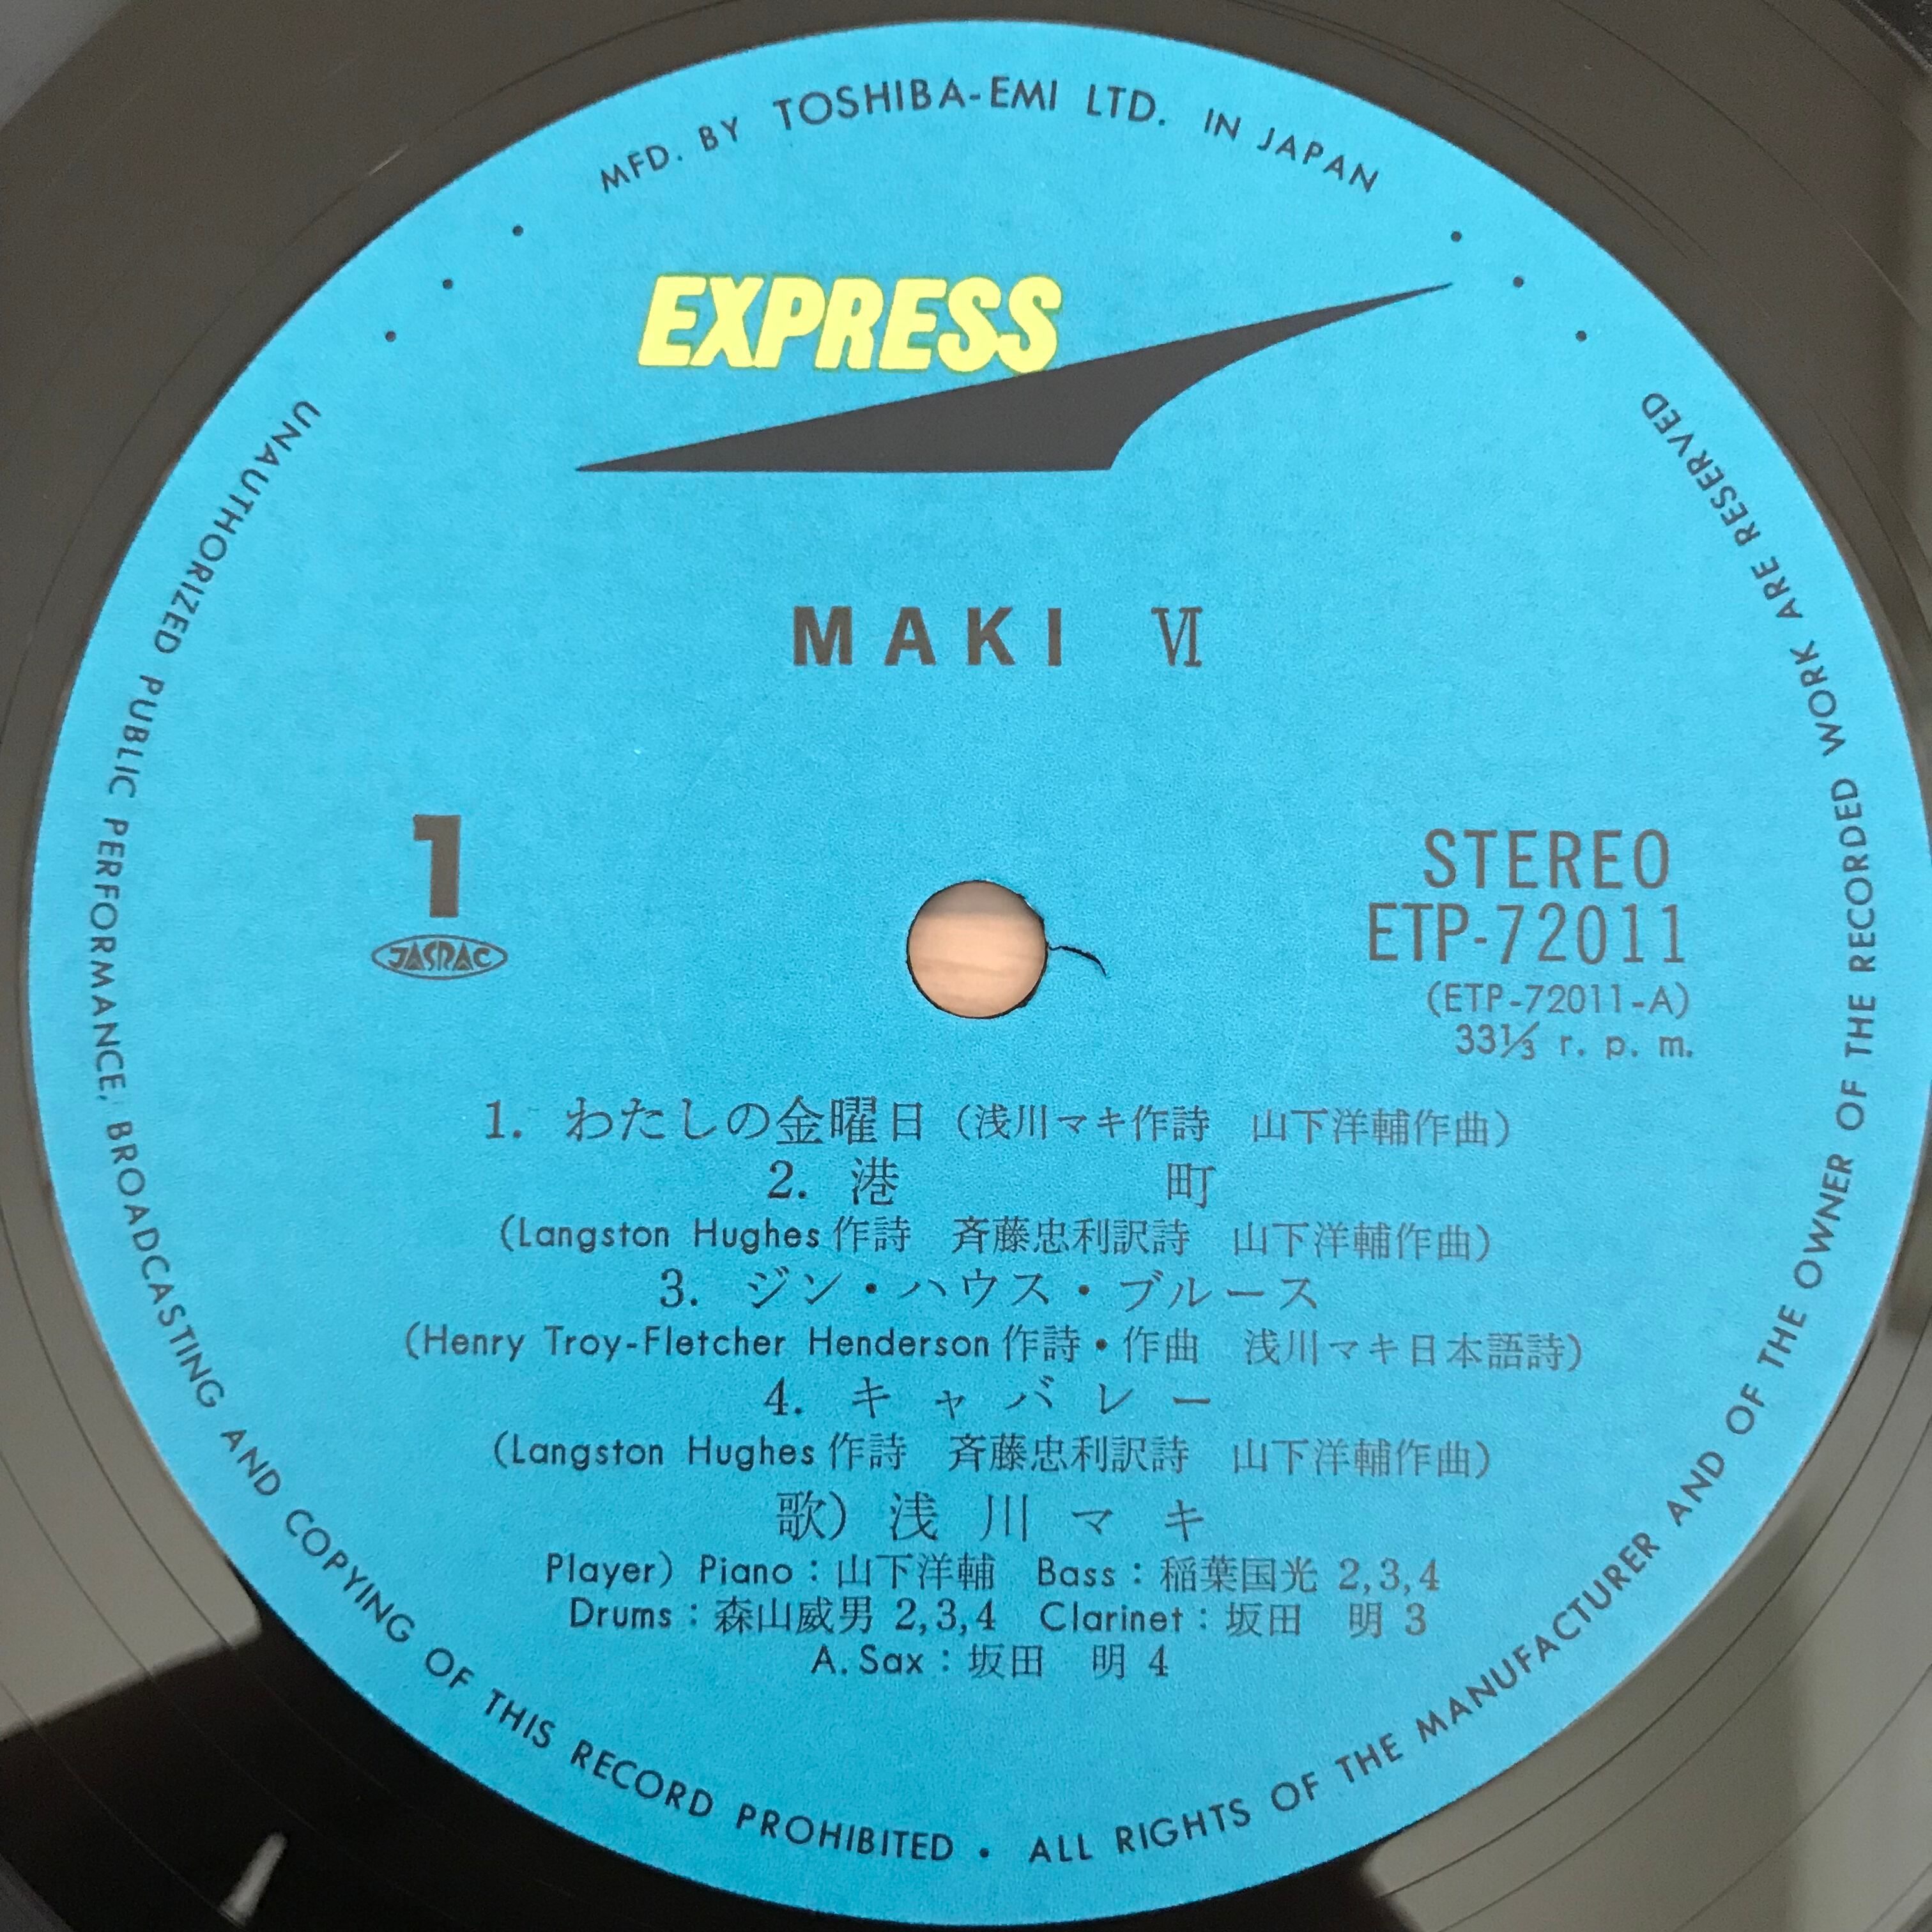 MFD. BY TOSHIBA-EMI LTD. IN JAPAN
EXPRESS
MAKI Ⅵ
1
JASRAC
STEREO
ETP-72011
(ETP-72011-A)
33⅓ r. p. m.
1. わたしの金曜日 (浅川マキ作詩　山下洋輔作曲)
2. 港　町
(Langston Hughes 作詩　斉藤忠利訳詩　山下洋輔作曲)
3. ジン・ハウス・ブルース
(Henry Troy-Fletcher Henderson 作詩・作曲　浅川マキ日本語詩)
4. キャバレー
(Langston Hughes 作詩　斉藤忠利訳詩　山下洋輔作曲)
歌) 浅川マキ
Player) Piano : 山下洋輔　Bass : 稲葉国光 2,3,4
Drums : 森山威男 2,3,4　Clarinet : 坂田　明 3
A. Sax : 坂田　明 4
UNAUTHORIZED PUBLIC PERFORMANCE, BROADCASTING AND COPYING OF THIS RECORD PROHIBITED • ALL RIGHTS OF THE MANUFACTURER AND OF THE OWNER OF THE RECORDED WORK ARE RESERVED